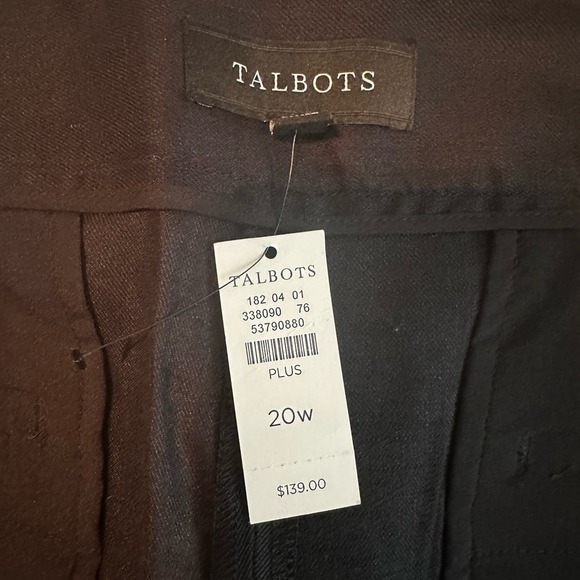 TALBOTS
TALBOTS
182 04 01
338090 76
53790880
PLUS
20W
$139.00